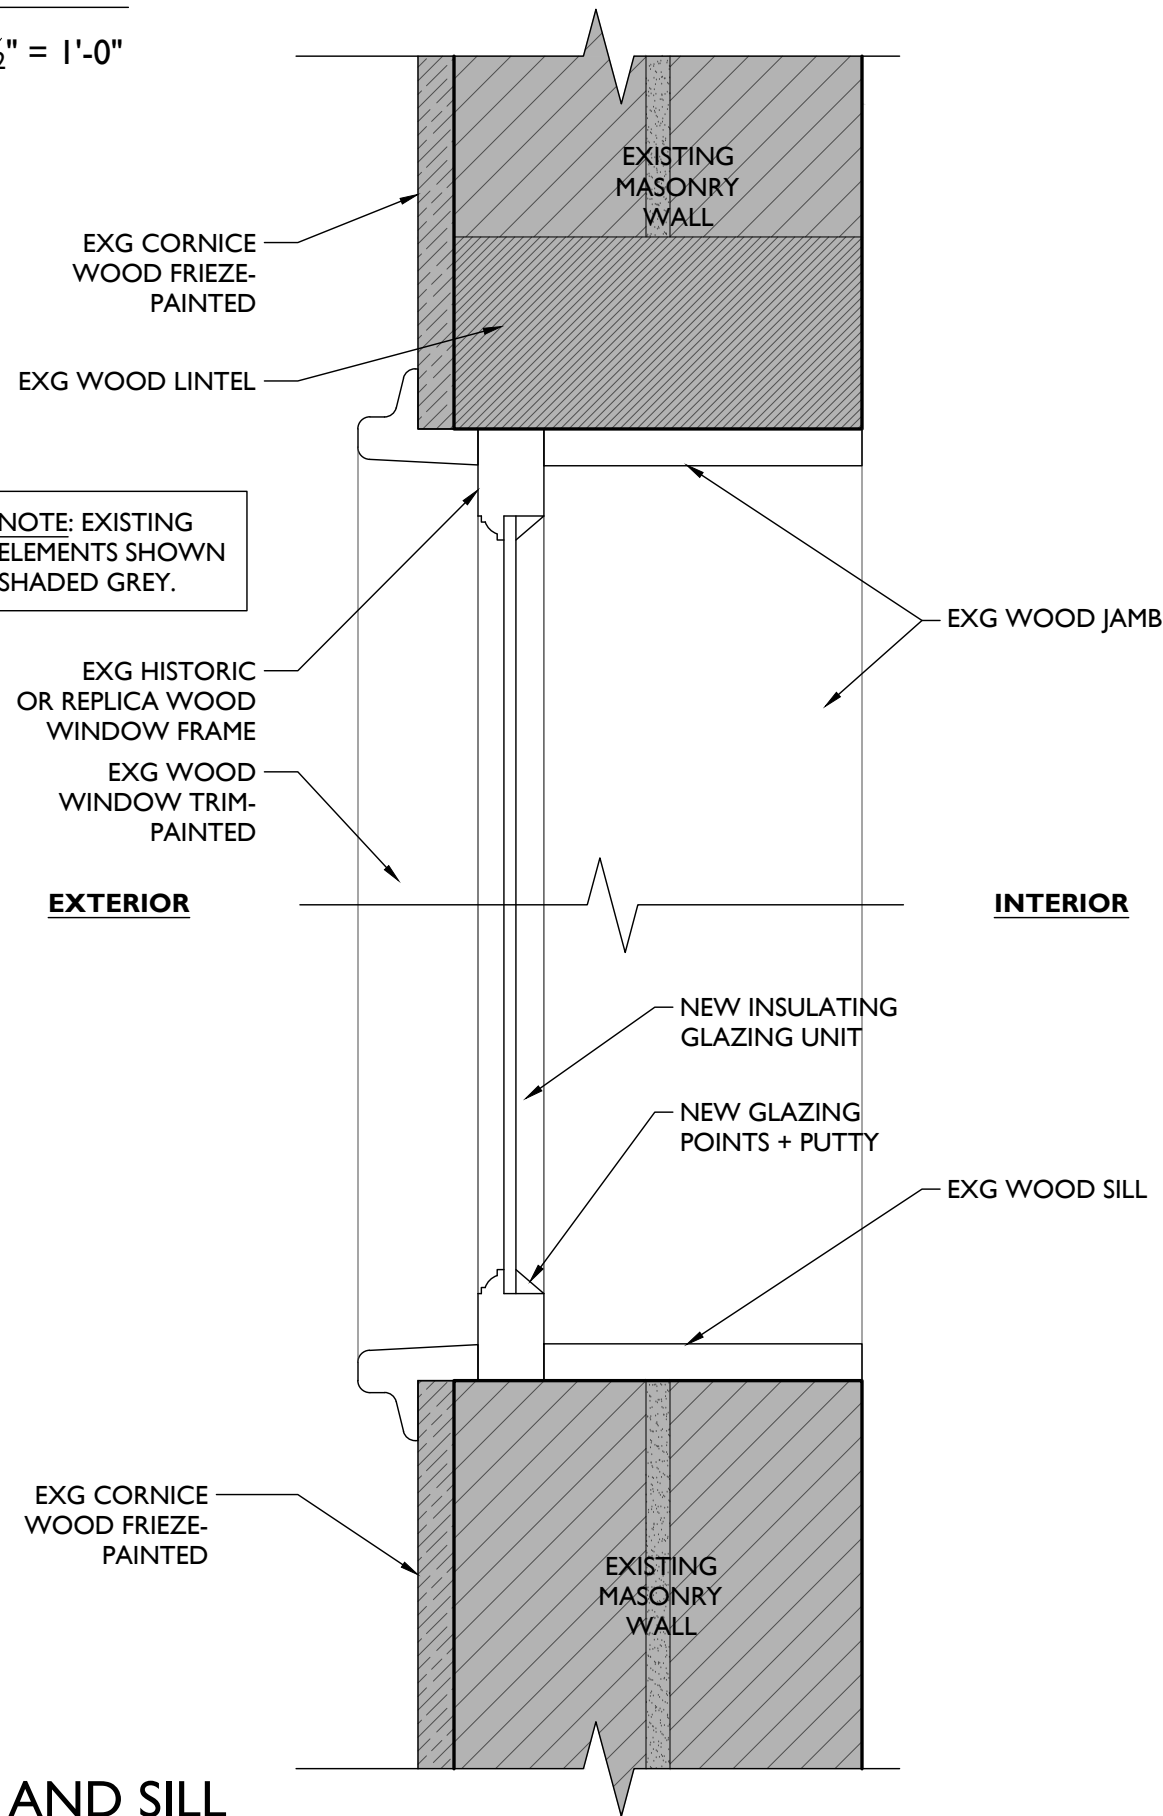 " = 1'-0"
EXISTING
MASONRY
WALL
EXG CORNICE
WOOD FRIEZE-
PAINTED
EXG WOOD LINTEL
NOTE: EXISTING
ELEMENTS SHOWN
SHADED GREY.
EXG WOOD JAMB
EXG HISTORIC
OR REPLICA WOOD
WINDOW FRAME
EXG WOOD
WINDOW TRIM-
PAINTED
EXTERIOR
INTERIOR
NEW INSULATING
GLAZING UNIT
NEW GLAZING
POINTS + PUTTY
EXG WOOD SILL
EXG CORNICE
WOOD FRIEZE-
PAINTED
EXISTING
MASONRY
WALL
AND SILL